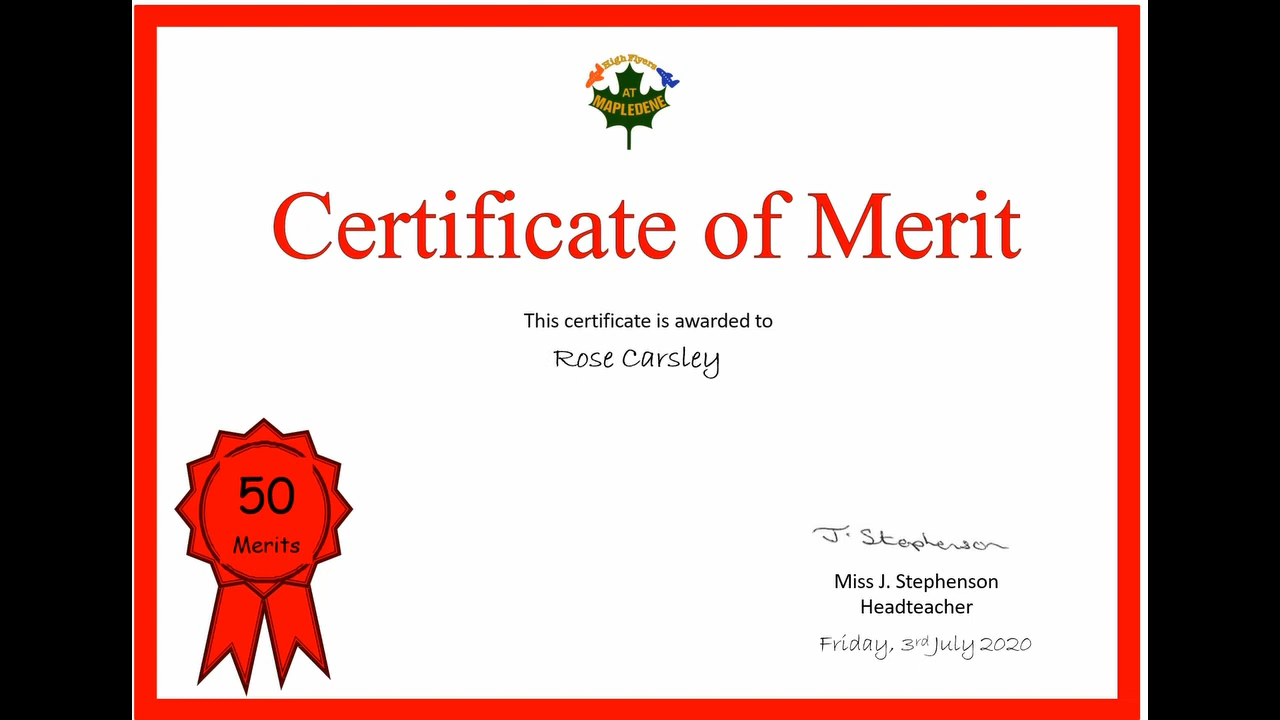 High Flyers
AT
MAPLEDENE
Certificate of Merit
This certificate is awarded to
Rose Carsley
50
Merits
J. Stephenson
Miss J. Stephenson
Headteacher
Friday, 3rd July 2020